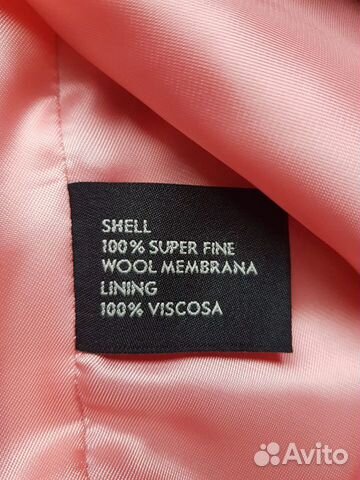 SHELL
100% SUPER FINE
WOOL MEMBRANA
LINING
100% VISCOSA
Avito